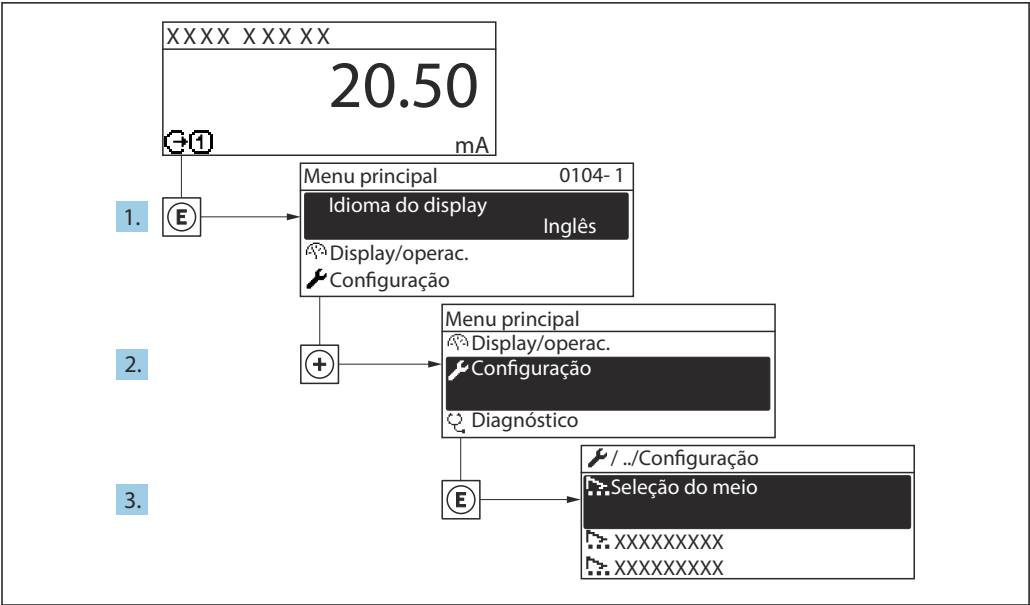 XXXX XXX XX
20.50
1 mA
Menu principal 0104-1
Idioma do display
1. E
Inglês
Display/operac.
Configuração
Menu principal
Display/operac.
2. +
Configuração
Diagnóstico
/ ../Configuração
Seleção do meio
3. E
XXXXXXXXX
XXXXXXXXX